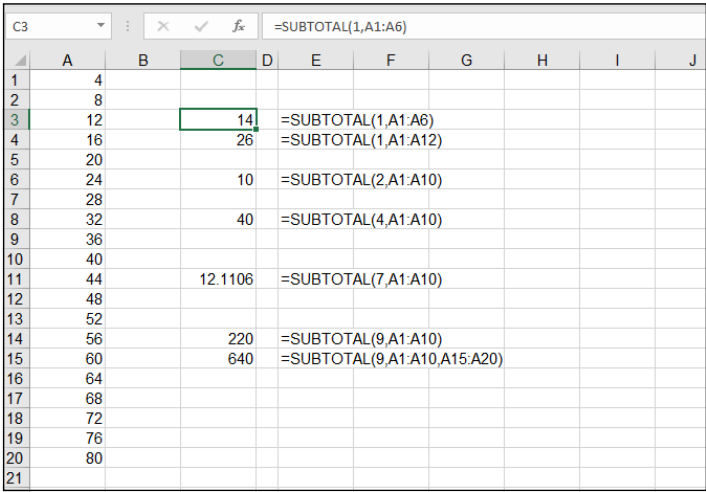 C3 fx =SUBTOTAL(1,A1:A6)
A B C D E F G H I J
1 4
2 8
3 12 14 =SUBTOTAL(1,A1:A6)
4 16 26 =SUBTOTAL(1,A1:A12)
5 20
6 24 10 =SUBTOTAL(2,A1:A10)
7 28
8 32 40 =SUBTOTAL(4,A1:A10)
9 36
10 40
11 44 12.1106 =SUBTOTAL(7,A1:A10)
12 48
13 52
14 56 220 =SUBTOTAL(9,A1:A10)
15 60 640 =SUBTOTAL(9,A1:A10,A15:A20)
16 64
17 68
18 72
19 76
20 80
21